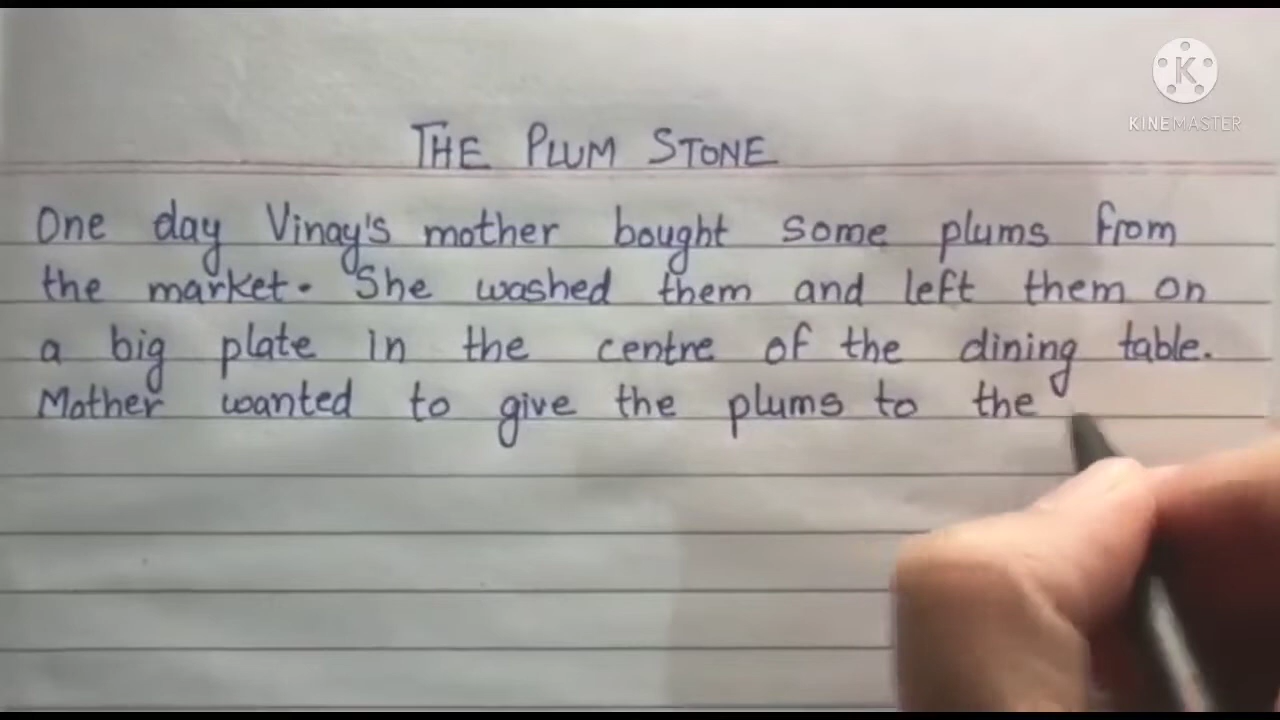 K
KINEMASTER
THE PLUM STONE
One day Vinay's mother bought some plums from
the market. She washed them and left them on
a big plate in the centre of the dining table.
Mother wanted to give the plums to the